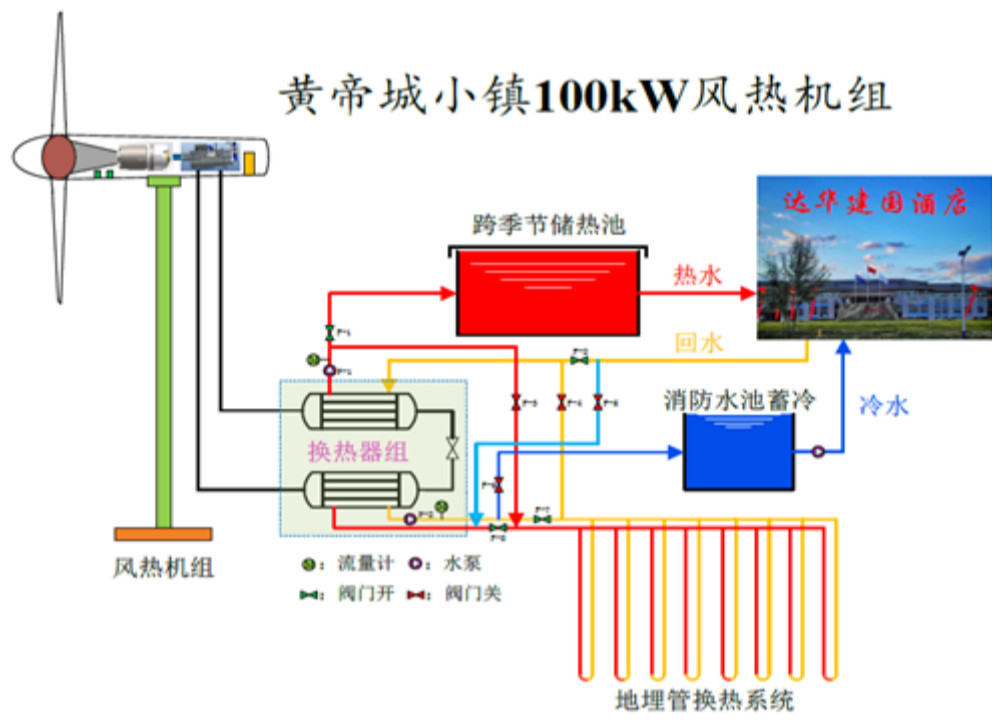 黄帝城小镇100kW风热机组
跨季节储热池
达华建国酒店
热水
回水
消防水池蓄冷
冷水
换热器组
风热机组
：流量计
：水泵
：阀门开
：阀门关
地埋管换热系统